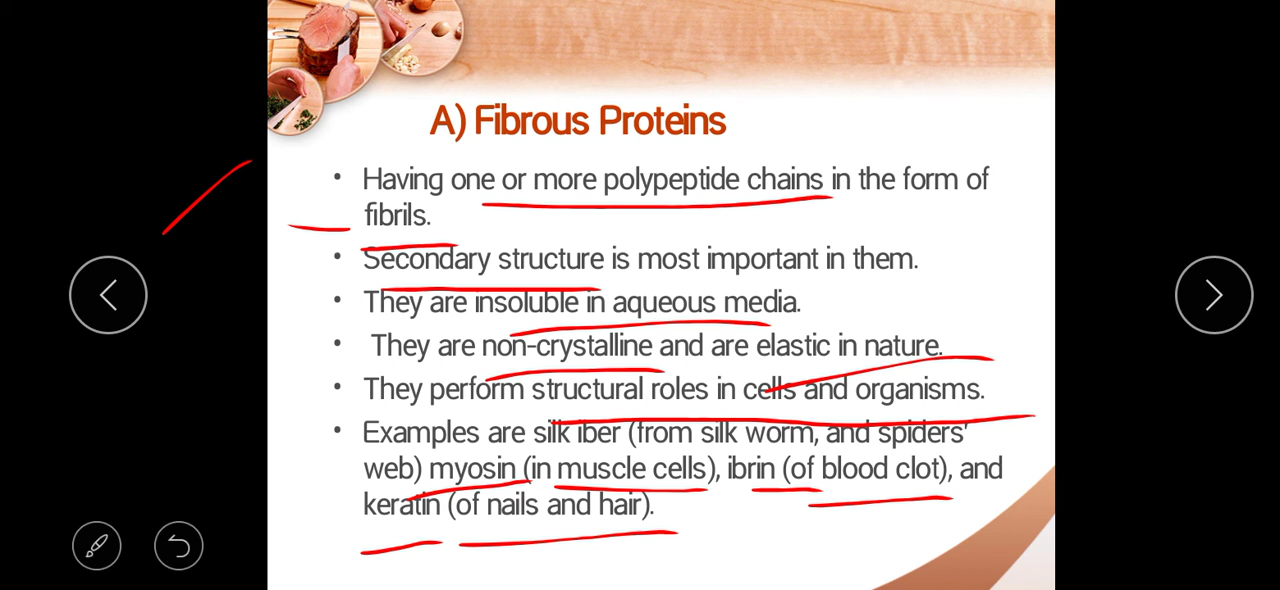 A) Fibrous Proteins
• Having one or more polypeptide chains in the form of
fibrils.
• Secondary structure is most important in them.
• They are insoluble in aqueous media.
• They are non-crystalline and are elastic in nature.
• They perform structural roles in cells and organisms.
• Examples are silk iber (from silk worm, and spiders'
web) myosin (in muscle cells), ibrin (of blood clot), and
keratin (of nails and hair).